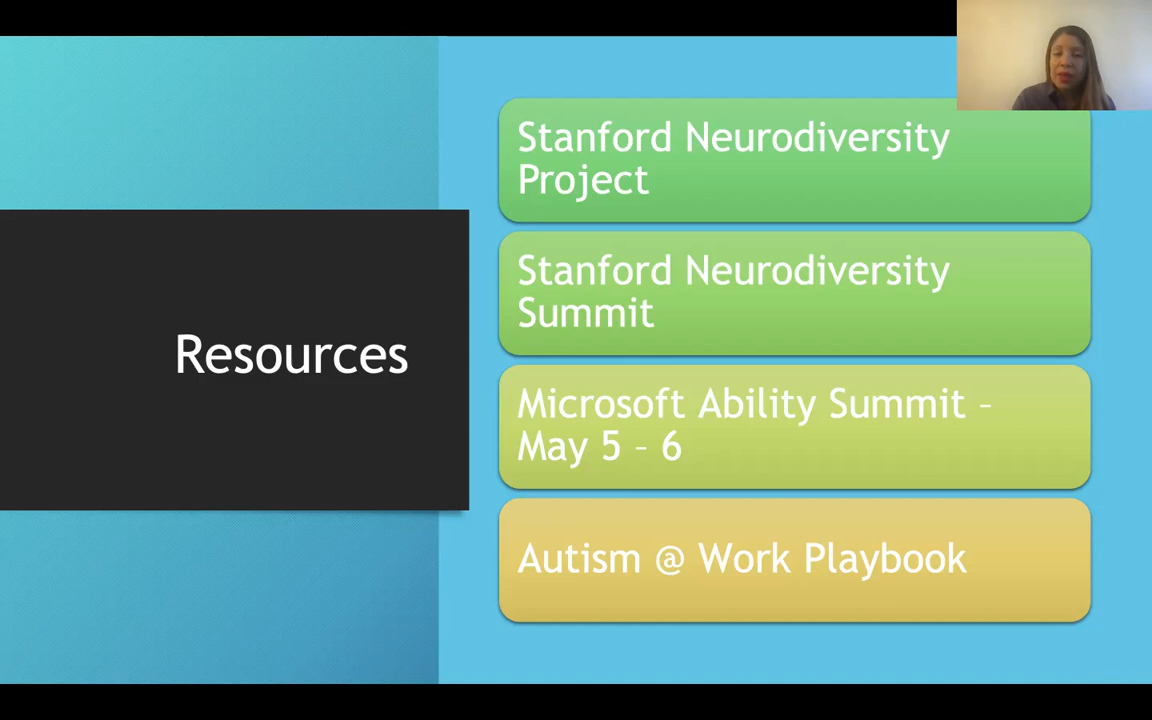 Resources
Stanford Neurodiversity
Project
Stanford Neurodiversity
Summit
Microsoft Ability Summit –
May 5 – 6
Autism @ Work Playbook